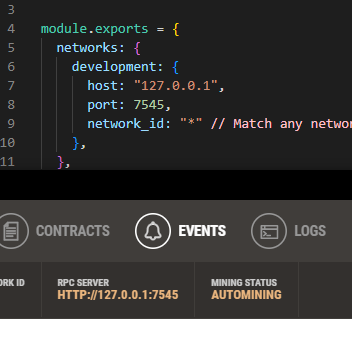 3
4 module.exports = {
5 networks: {
6 development: {
7 host: "127.0.0.1",
8 port: 7545,
9 network_id: "*" // Match any
10 },
11 },
CONTRACTS EVENTS LOGS
ID RPC SERVER MINING STATUS
HTTP://127.0.0.1:7545 AUTOMINING